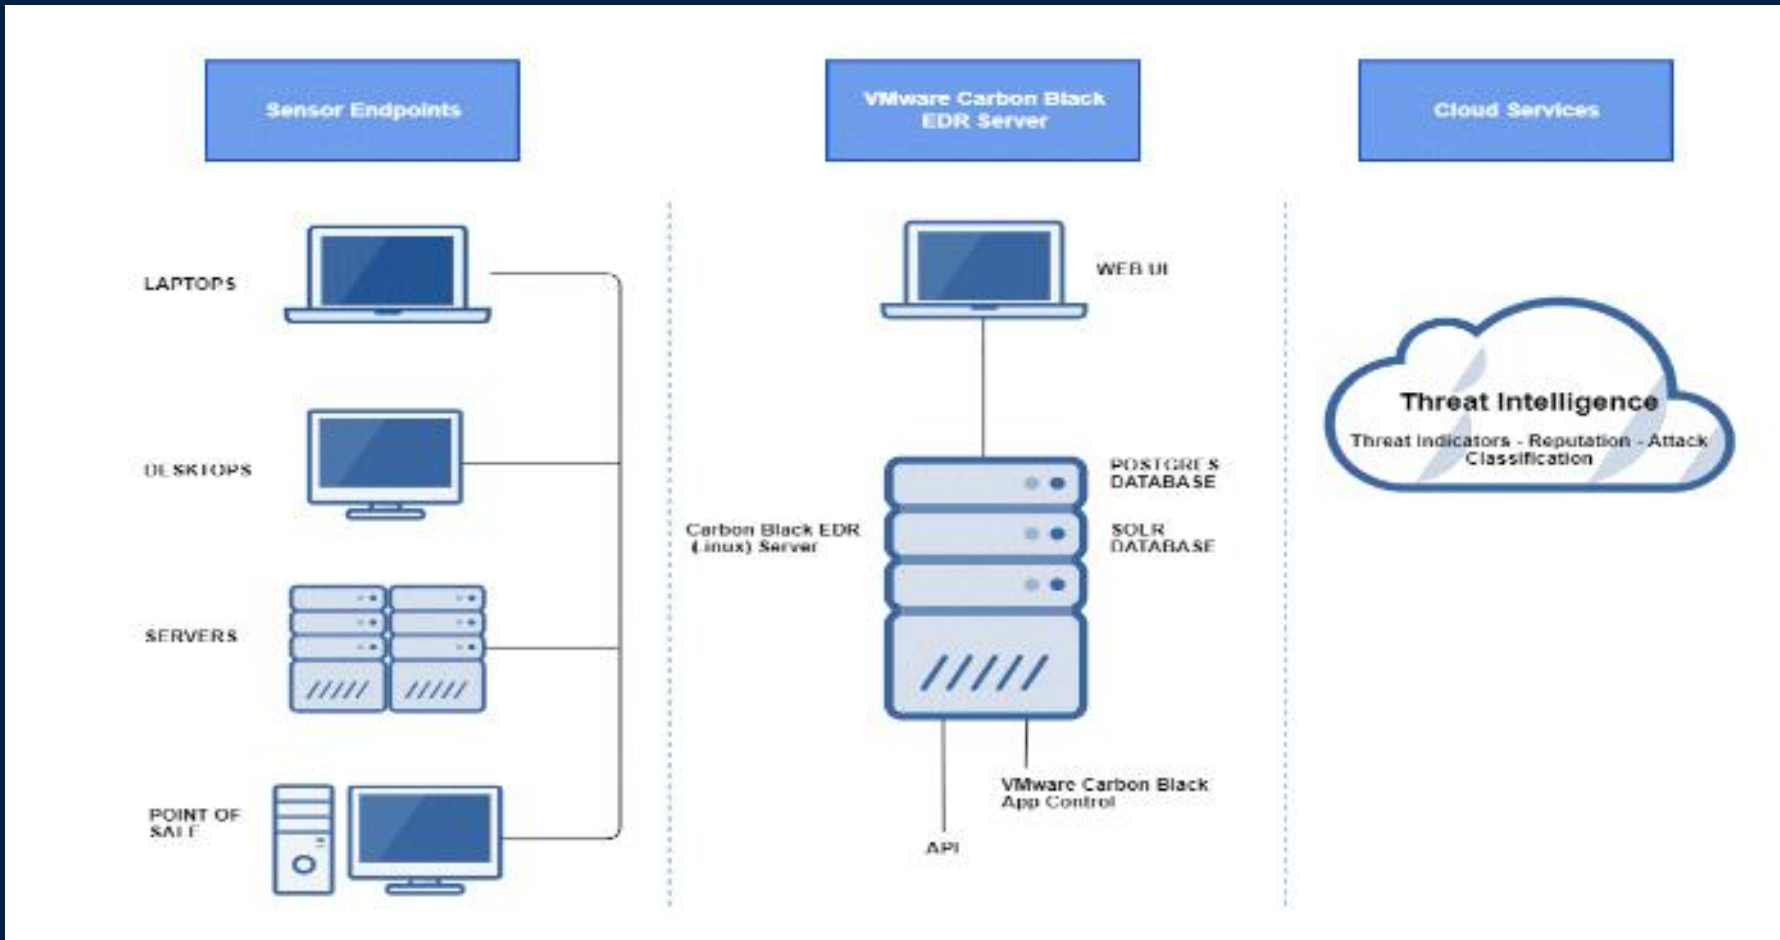 Sensor Endpoints
VMware Carbon Black
EDR Server
Cloud Services
LAPTOPS
DESKTOPS
SERVERS
POINT OF
SALE
WEB UI
Carbon Black EDR
(Linux) Server
POSTGRES
DATABASE
SOLR
DATABASE
VMware Carbon Black
App Control
API
Threat Intelligence
Threat Indicators - Reputation - Attack
Classification